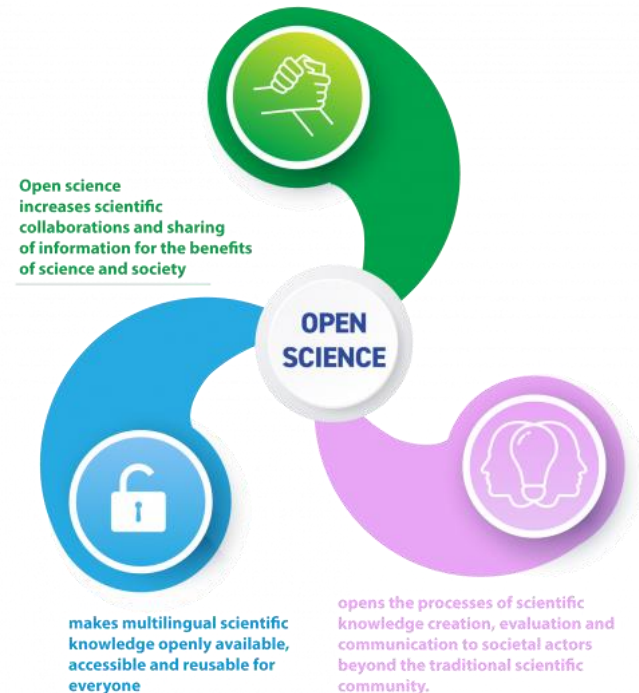 Open science
increases scientific
collaborations and sharing
of information for the benefits
of science and society
OPEN
SCIENCE
makes multilingual scientific
knowledge openly available,
accessible and reusable for
everyone
opens the processes of scientific
knowledge creation, evaluation and
communication to societal actors
beyond the traditional scientific
community.